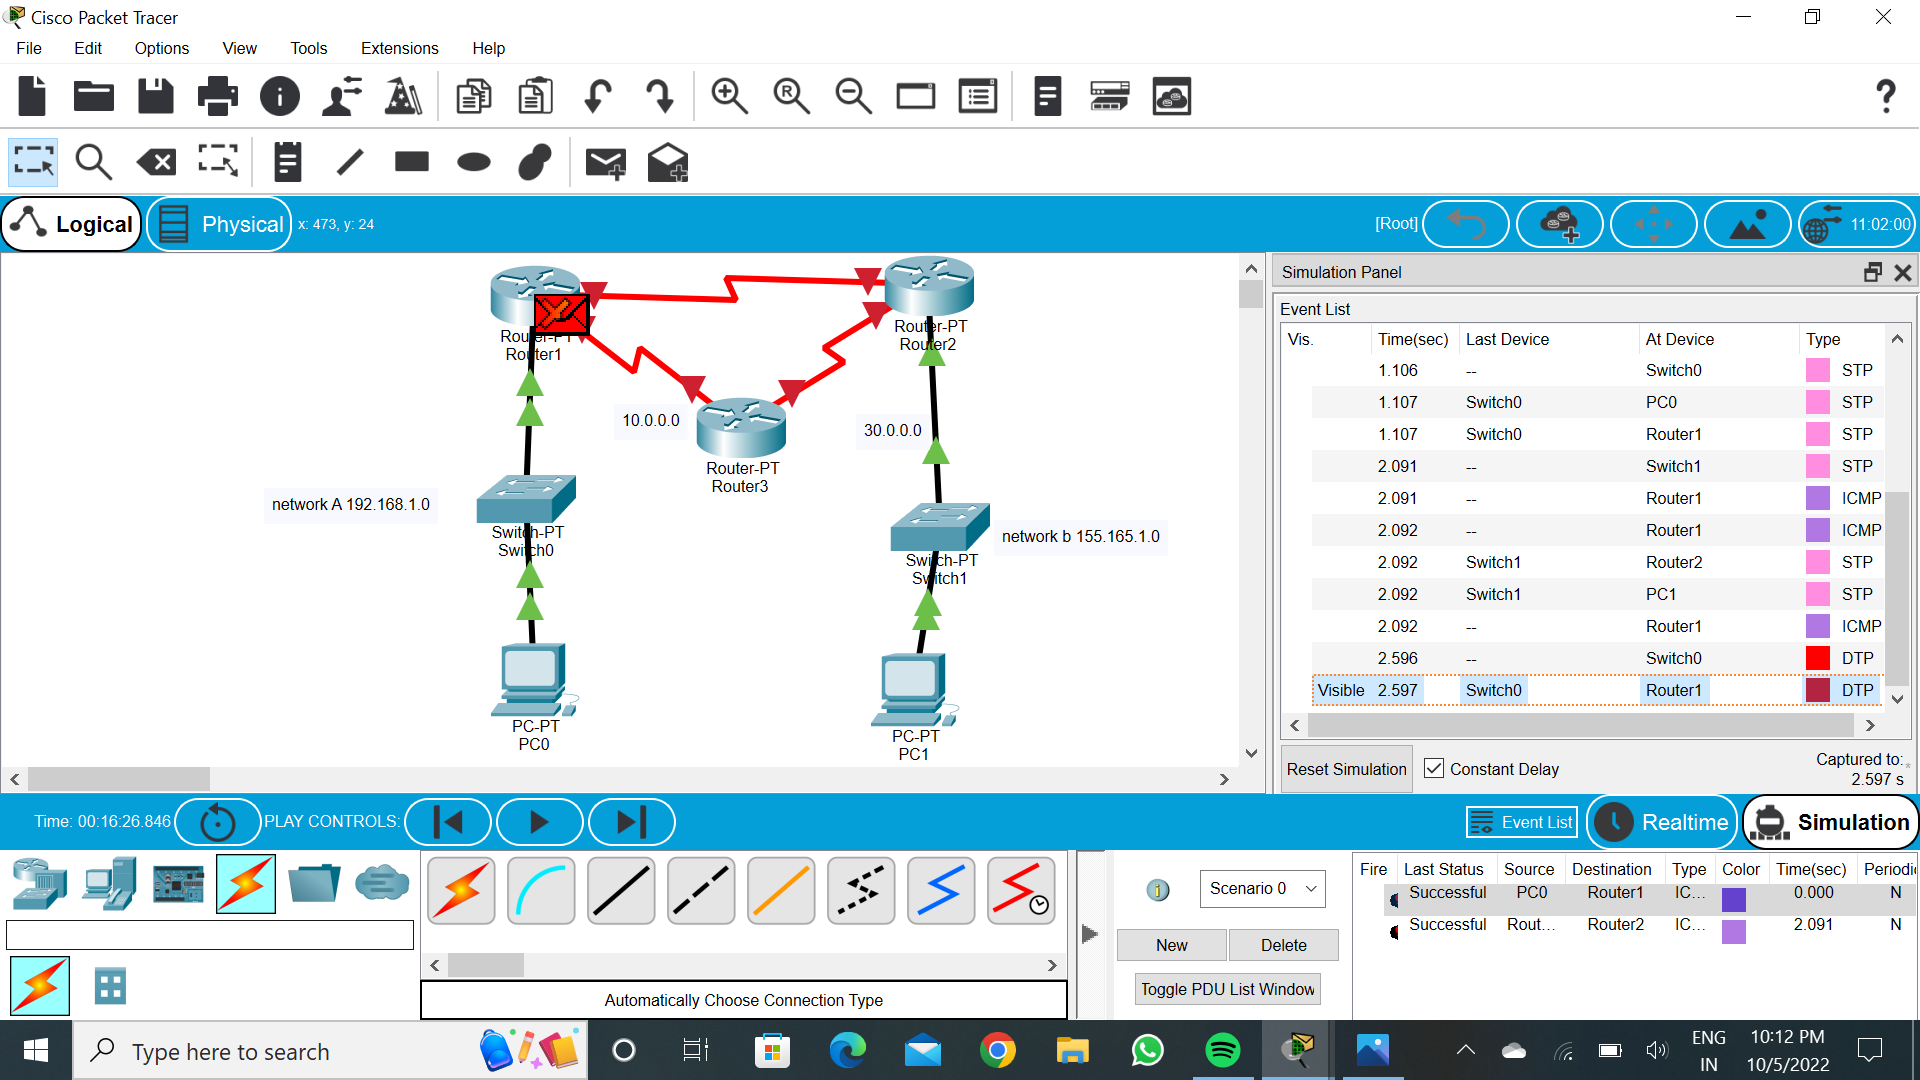 Cisco Packet Tracer
File Edit Options View Tools Extensions Help
Logical Physical x: 473, y: 24 [Root] 11:02:00
Router-PT
Router1
Router-PT
Router2
10.0.0.0
30.0.0.0
Router-PT
Router3
network A 192.168.1.0
Switch-PT
Switch0
network b 155.165.1.0
Switch-PT
Switch1
PC-PT
PC0
PC-PT
PC1
Simulation Panel
Event List
Vis. Time(sec) Last Device At Device Type
1.106 -- Switch0 STP
1.107 Switch0 PC0 STP
1.107 Switch0 Router1 STP
2.091 -- Switch1 STP
2.091 -- Router1 ICMP
2.092 -- Router1 ICMP
2.092 Switch1 Router2 STP
2.092 Switch1 PC1 STP
2.092 -- Router1 ICMP
2.596 -- Switch0 DTP
Visible 2.597 Switch0 Router1 DTP
Reset Simulation Constant Delay Captured to:*
2.597 s
Time: 00:16:26.846 PLAY CONTROLS: Event List Realtime Simulation
Scenario 0
New Delete
Toggle PDU List Window
Automatically Choose Connection Type
Fire Last Status Source Destination Type Color Time(sec) Periodi
Successful PC0 Router1 IC... 0.000 N
Successful Rout... Router2 IC... 2.091 N
Type here to search
ENG
IN
10:12 PM
10/5/2022